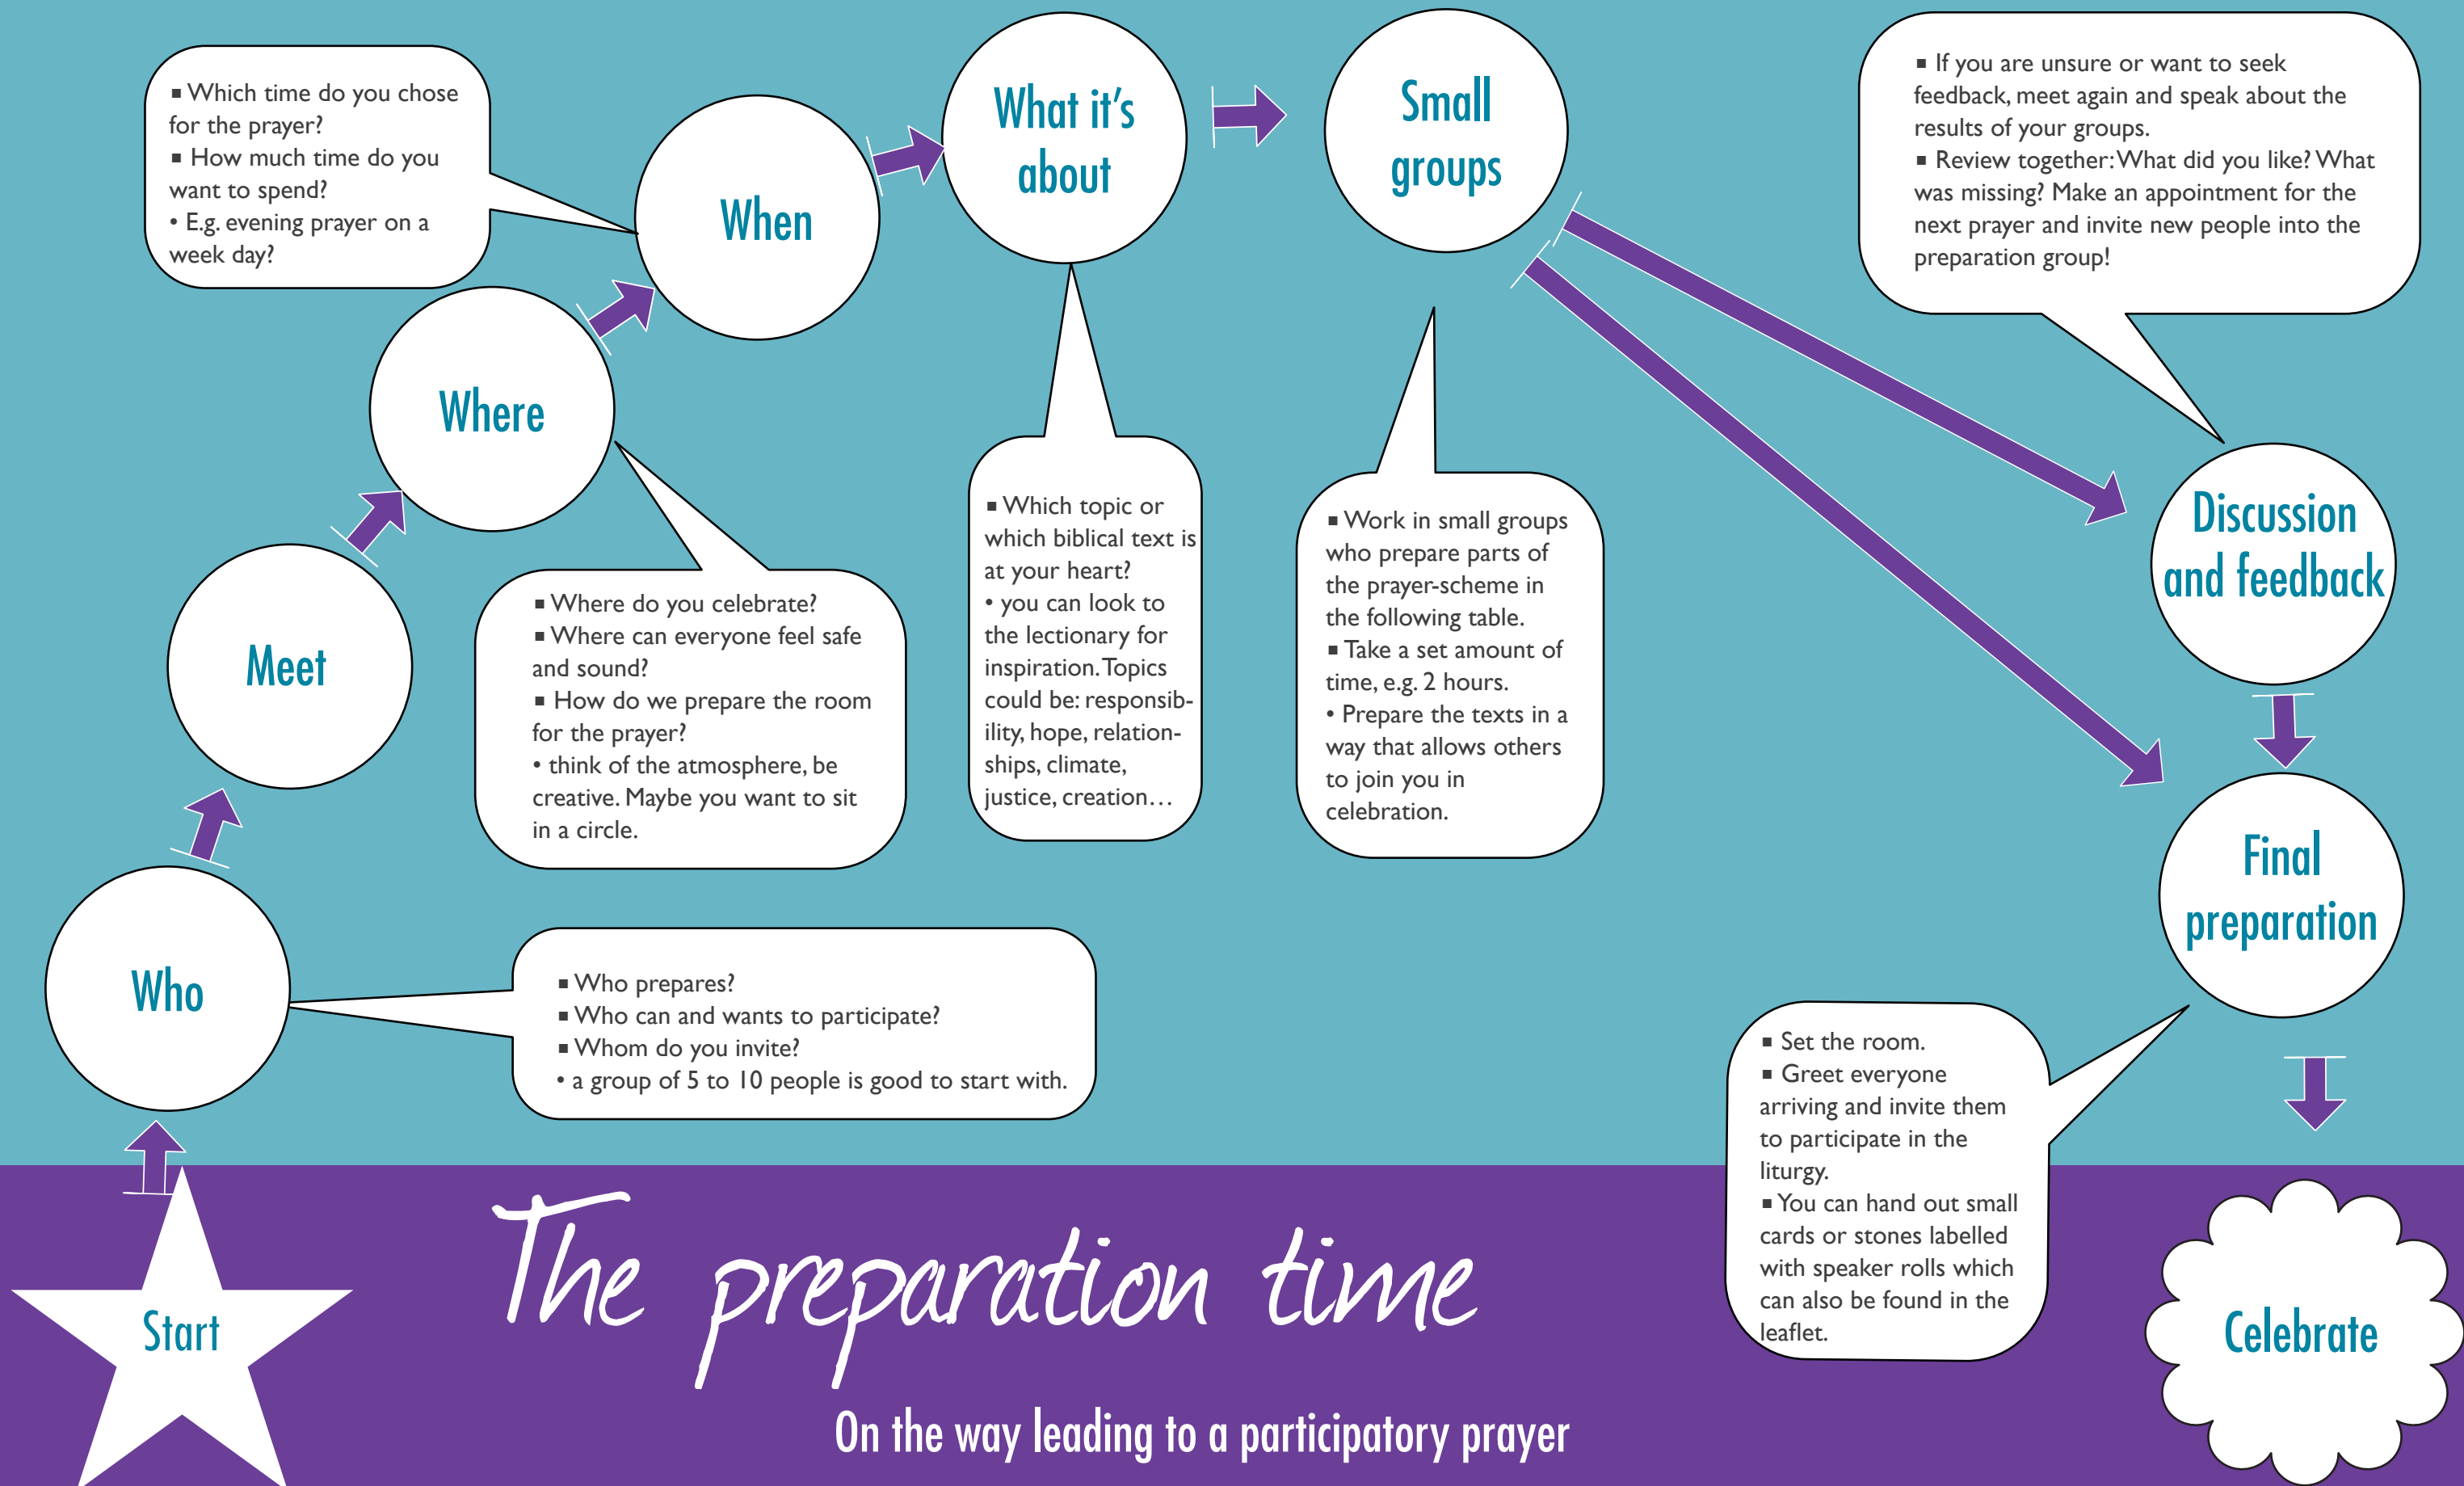 ■ Which time do you chose
for the prayer?
■ How much time do you
want to spend?
• E.g. evening prayer on a
week day?
When
What it's
about
Small
groups
■ If you are unsure or want to seek
feedback, meet again and speak about the
results of your groups.
■ Review together: What did you like? What
was missing? Make an appointment for the
next prayer and invite new people into the
preparation group!
Where
Meet
■ Where do you celebrate?
■ Where can everyone feel safe
and sound?
■ How do we prepare the room
for the prayer?
• think of the atmosphere, be
creative. Maybe you want to sit
in a circle.
■ Which topic or
which biblical text is
at your heart?
• you can look to
the lectionary for
inspiration. Topics
could be: responsib-
ility, hope, relation-
ships, climate,
justice, creation…
■ Work in small groups
who prepare parts of
the prayer-scheme in
the following table.
■ Take a set amount of
time, e.g. 2 hours.
• Prepare the texts in a
way that allows others
to join you in
celebration.
Discussion
and feedback
Final
preparation
Who
■ Who prepares?
■ Who can and wants to participate?
■ Whom do you invite?
• a group of 5 to 10 people is good to start with.
■ Set the room.
■ Greet everyone
arriving and invite them
to participate in the
liturgy.
■ You can hand out small
cards or stones labelled
with speaker rolls which
can also be found in the
leaflet.
Start
The preparation time
On the way leading to a participatory prayer
Celebrate